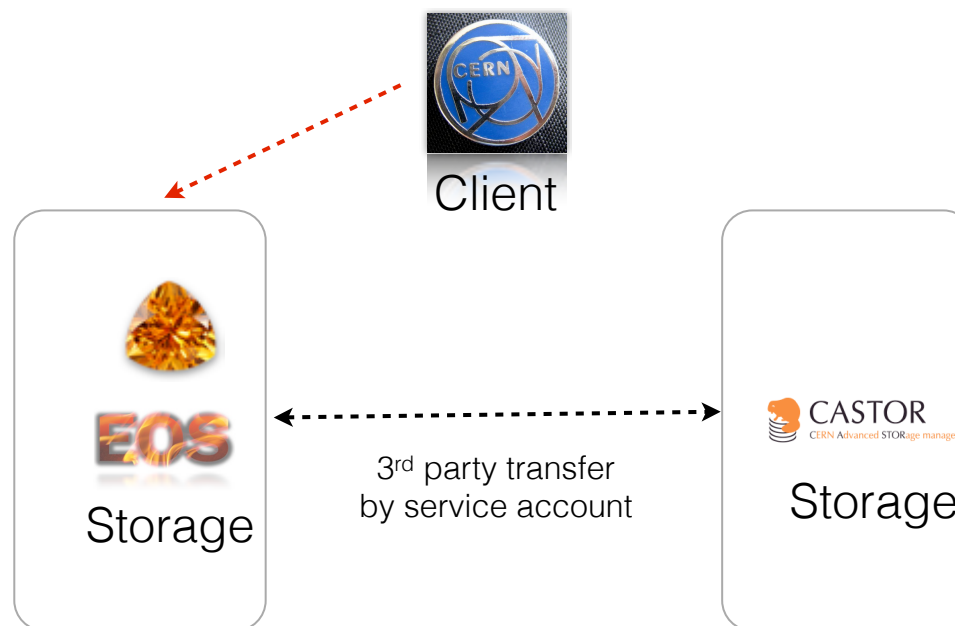 CERN
Client
EOS
Storage
3rd party transfer
by service account
CASTOR
CERN Advanced STORage manage
Storage